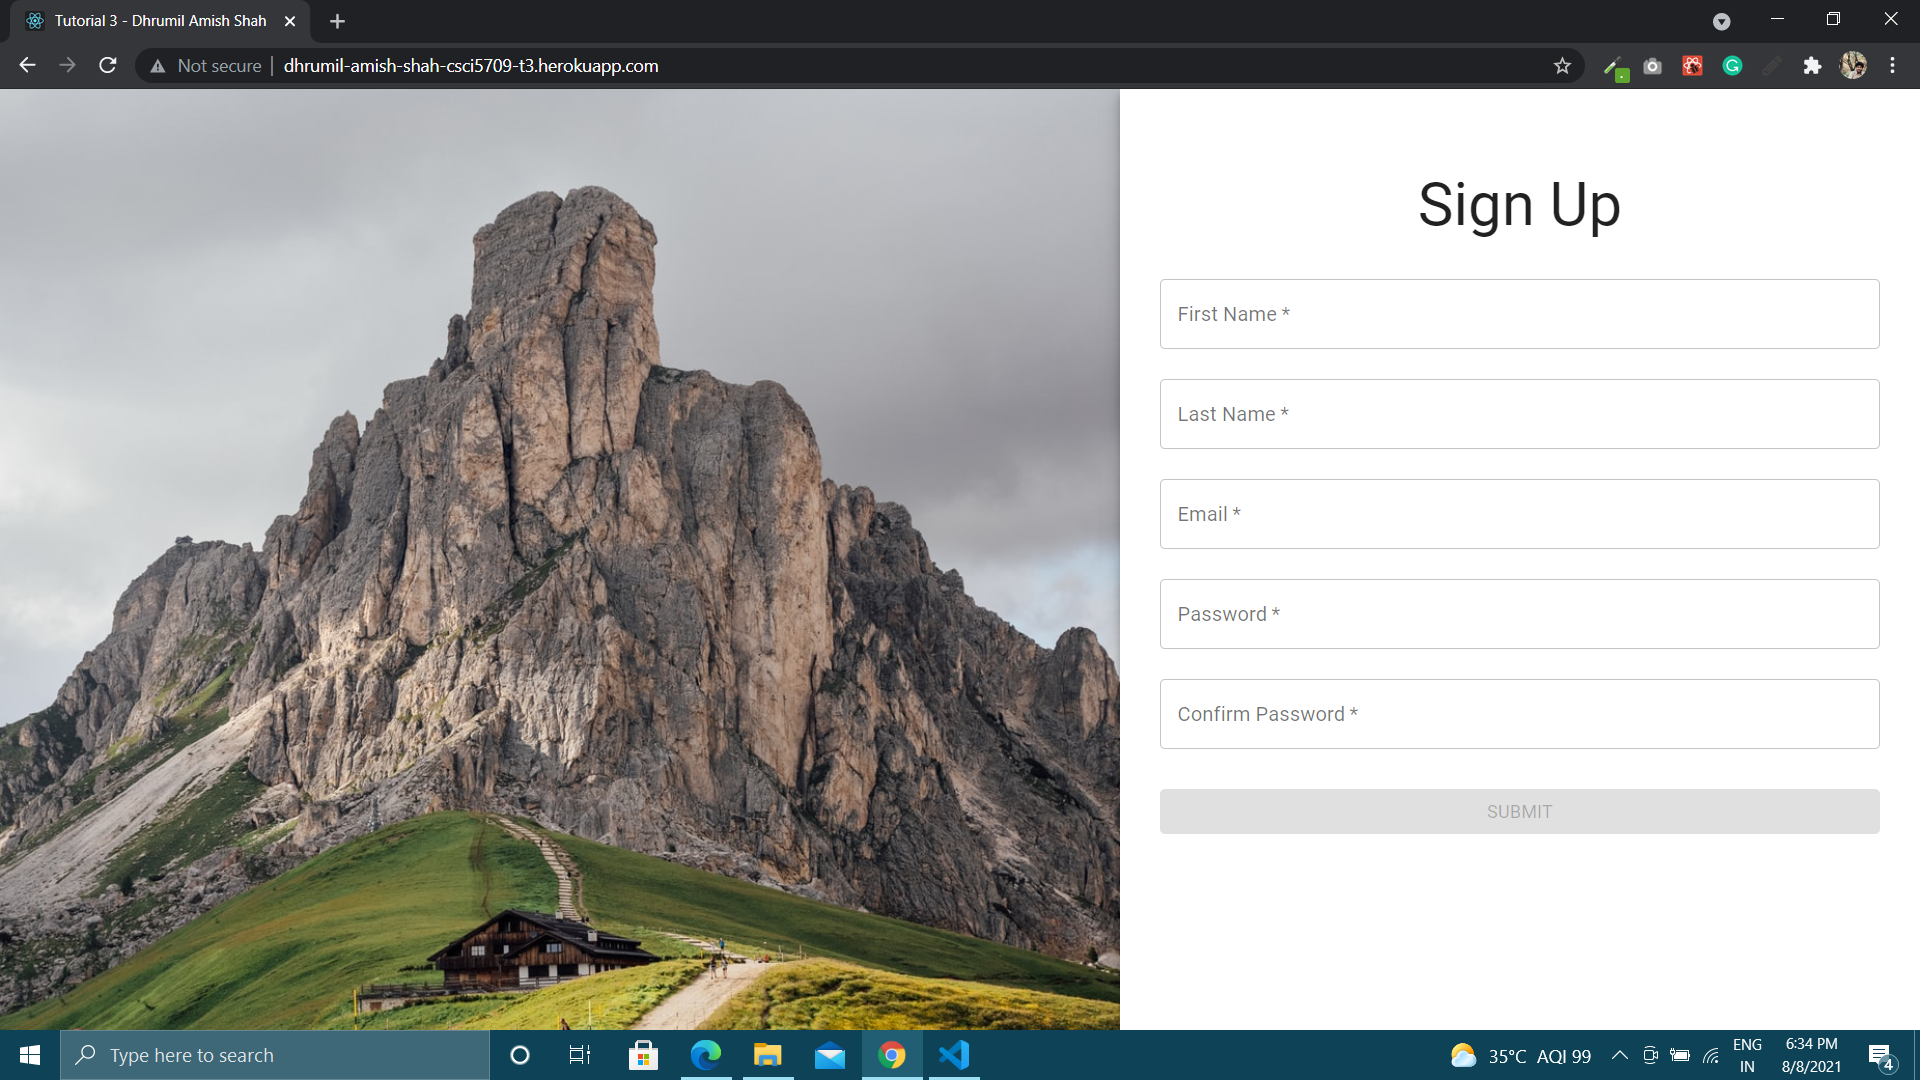 Tutorial 3 - Dhrumil Amish Shah
Not secure
dhrumil-amish-shah-csci5709-t3.herokuapp.com
Sign Up
First Name *
Last Name *
Email *
Password *
Confirm Password *
SUBMIT
Type here to search
35°C AQI 99
ENG
IN
6:34 PM
8/8/2021
4